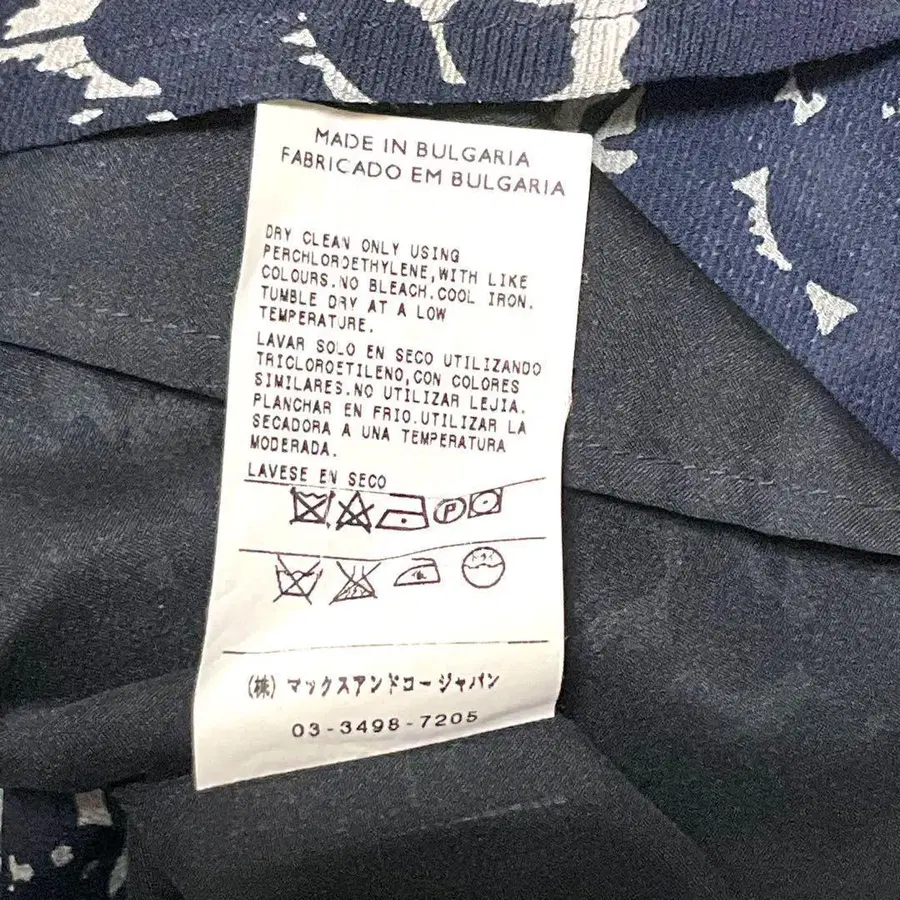 MADE IN BULGARIA
FABRICADO EM BULGARIA
DRY CLEAN ONLY USING
PERCHLOROETHYLENE,WITH LIKE
COLOURS.NO BLEACH.COOL IRON.
TUMBLE DRY AT A LOW
TEMPERATURE.
LAVAR SOLO EN SECO UTILIZANDO
TRICLOROETILENO,CON COLORES
SIMILARES.NO UTILIZAR LEJIA.
PLANCHAR EN FRIO.UTILIZAR LA
SECADORA A UNA TEMPERATURA
MODERADA.
LAVESE EN SECO
P
(株) マックスアンドコージャパン
03-3498-7205